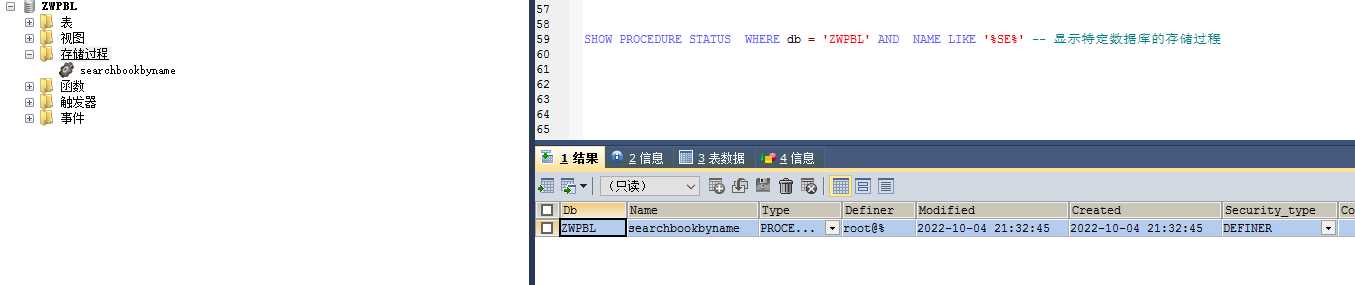 ZWPBL
表
视图
存储过程
searchbookbyname
函数
触发器
事件
57
58
59 SHOW PROCEDURE STATUS  WHERE db = 'ZWPBL' AND  NAME LIKE '%SE%' -- 显示特定数据库的存储过程
60
61
62
63
64
65
1 结果 2 信息 3 表数据 4 信息
（只读）
Db Name Type Definer Modified Created Security_type Co
ZWPBL searchbookbyname PROCE... root@% 2022-10-04 21:32:45 2022-10-04 21:32:45 DEFINER